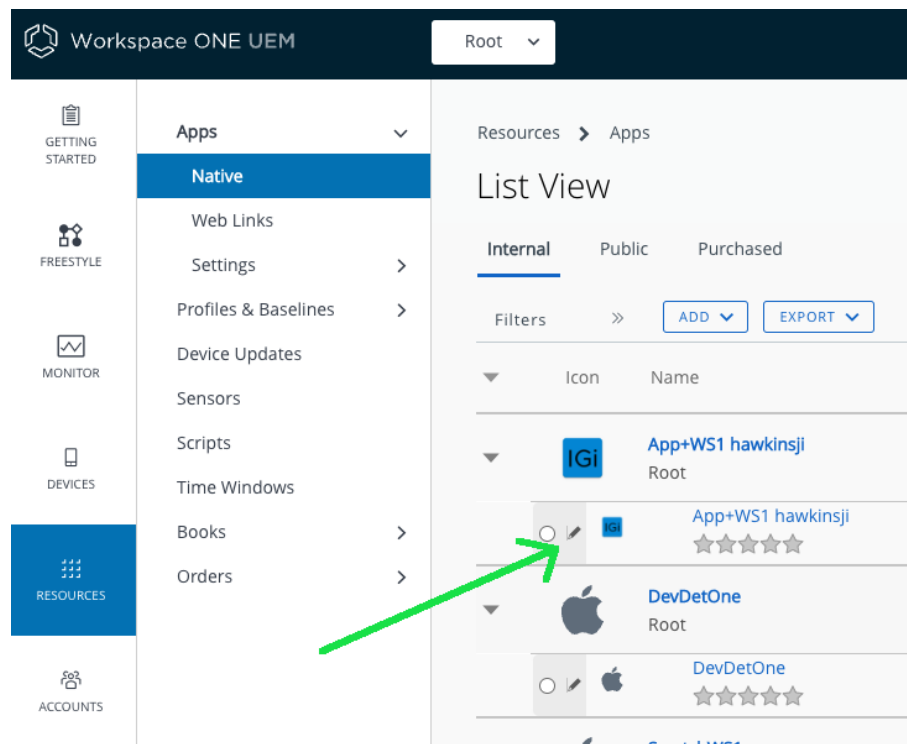 Workspace ONE UEM
Root
GETTING
STARTED
FREESTYLE
MONITOR
DEVICES
RESOURCES
ACCOUNTS
Apps
Native
Web Links
Settings
Profiles & Baselines
Device Updates
Sensors
Scripts
Time Windows
Books
Orders
Resources > Apps
List View
Internal Public Purchased
Filters » ADD EXPORT
Icon Name
IGi App+WS1 hawkinsji
Root
IGi App+WS1 hawkinsji
DevDetOne
Root
DevDetOne